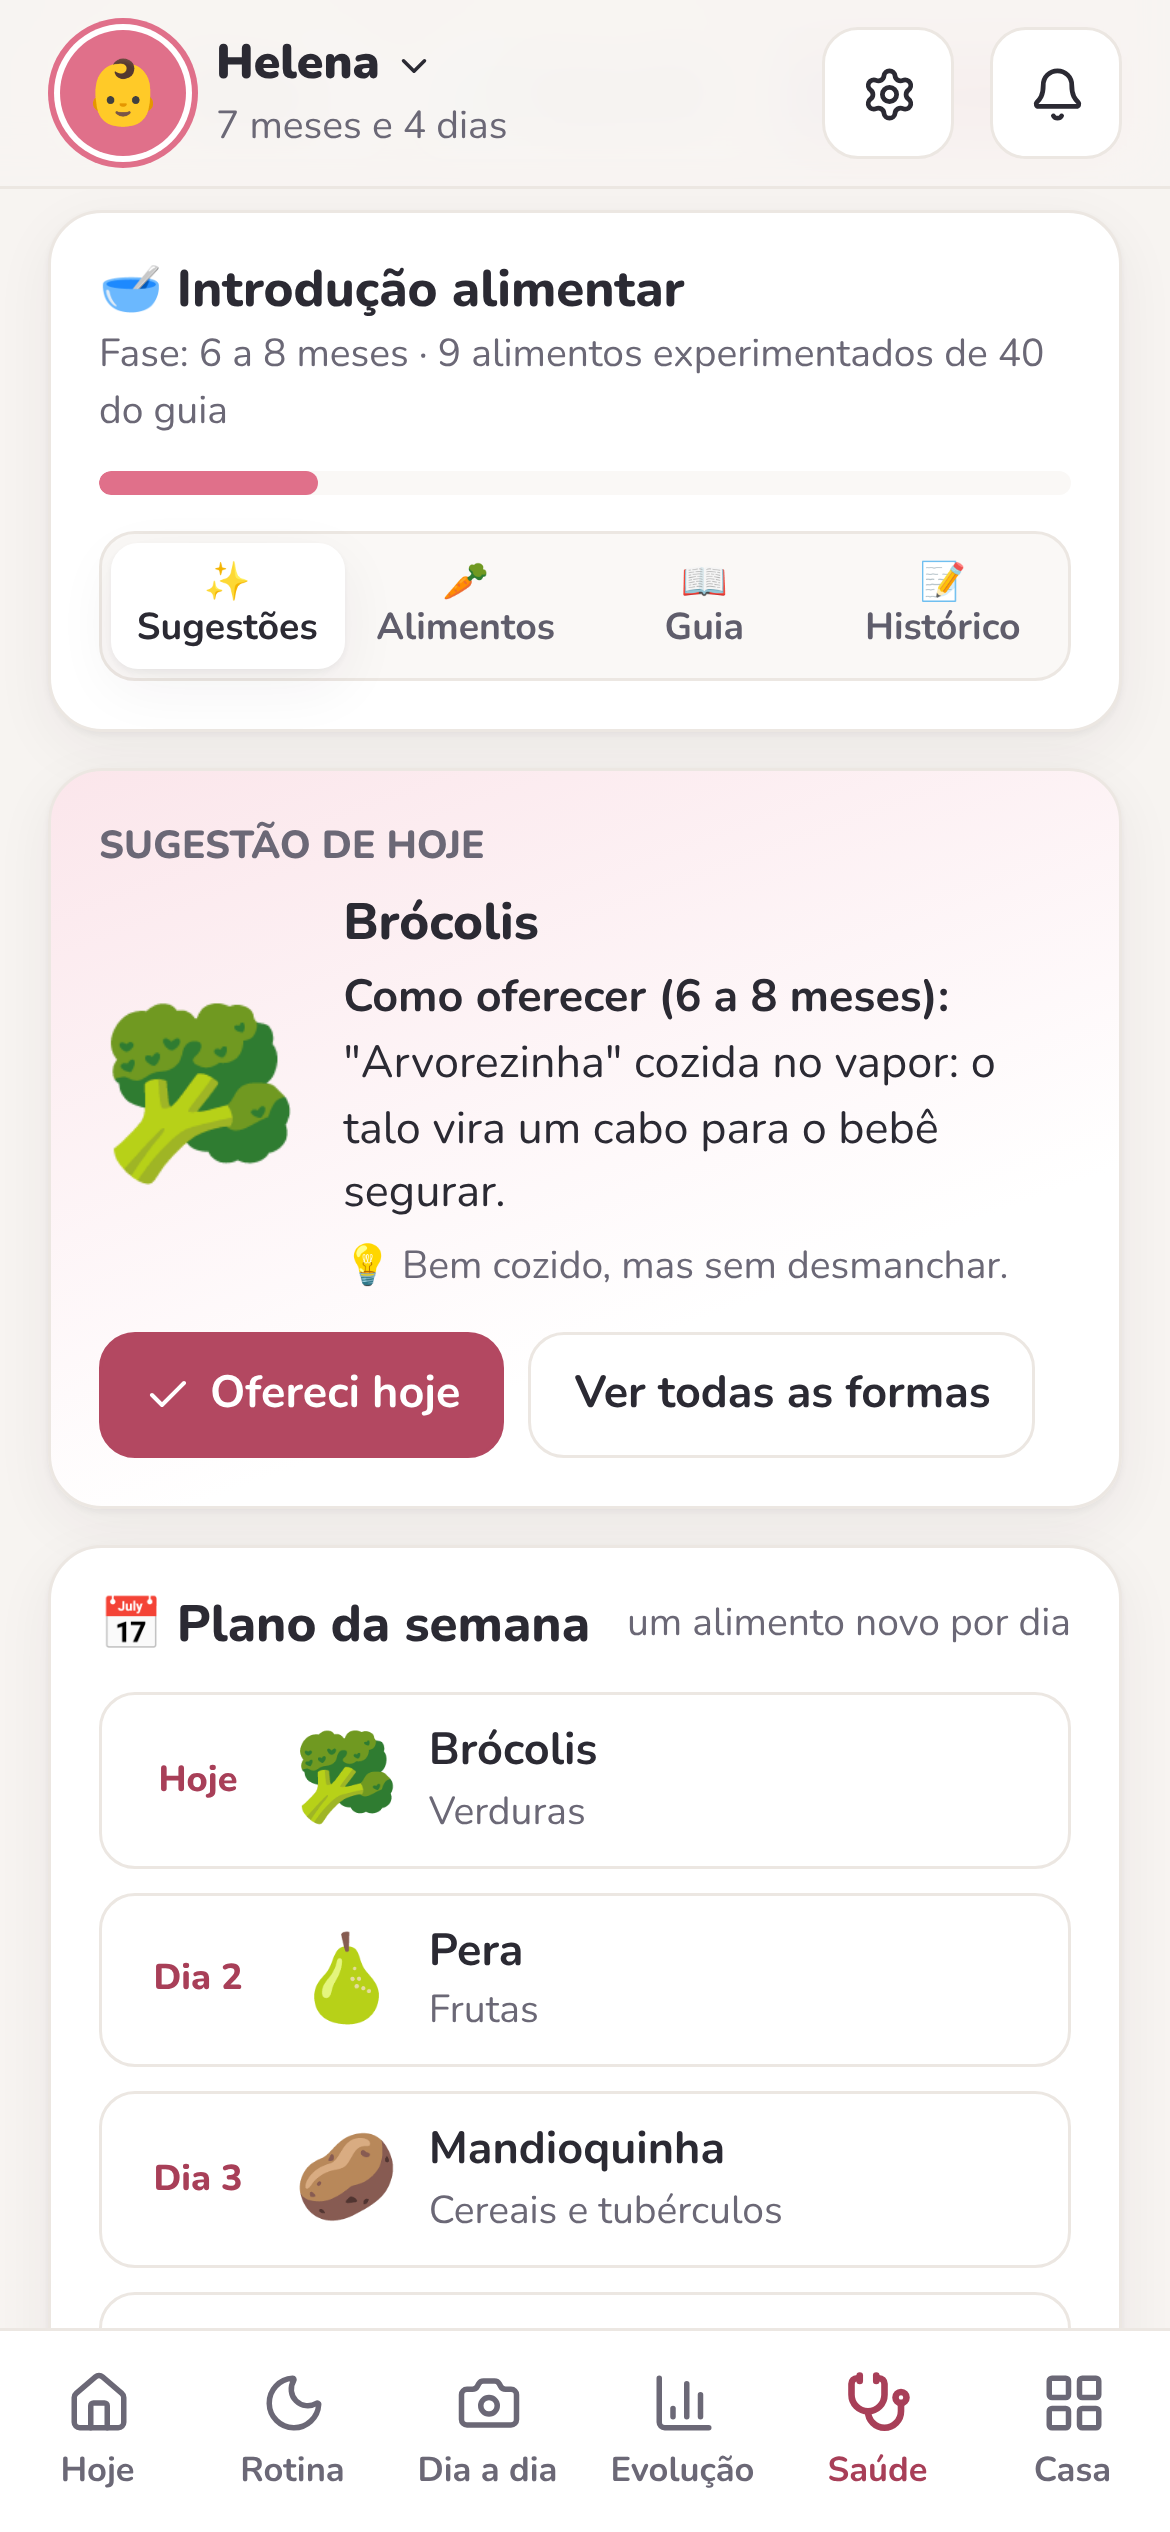 Helena
7 meses e 4 dias
Introdução alimentar
Fase: 6 a 8 meses · 9 alimentos experimentados de 40
do guia
Sugestões
Alimentos
Guia
Histórico
SUGESTÃO DE HOJE
Brócolis
Como oferecer (6 a 8 meses):
"Arvorezinha" cozida no vapor: o
talo vira um cabo para o bebê
segurar.
Bem cozido, mas sem desmanchar.
Ofereci hoje
Ver todas as formas
July
17
Plano da semana
um alimento novo por dia
Hoje
Brócolis
Verduras
Dia 2
Pera
Frutas
Dia 3
Mandioquinha
Cereais e tubérculos
Hoje
Rotina
Dia a dia
Evolução
Saúde
Casa